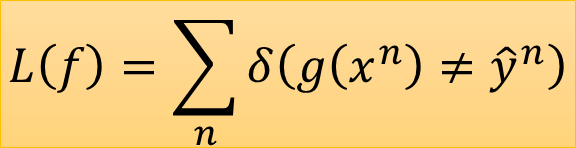 L(f) = ∑ₙ δ(g(xⁿ) ≠ ŷⁿ)